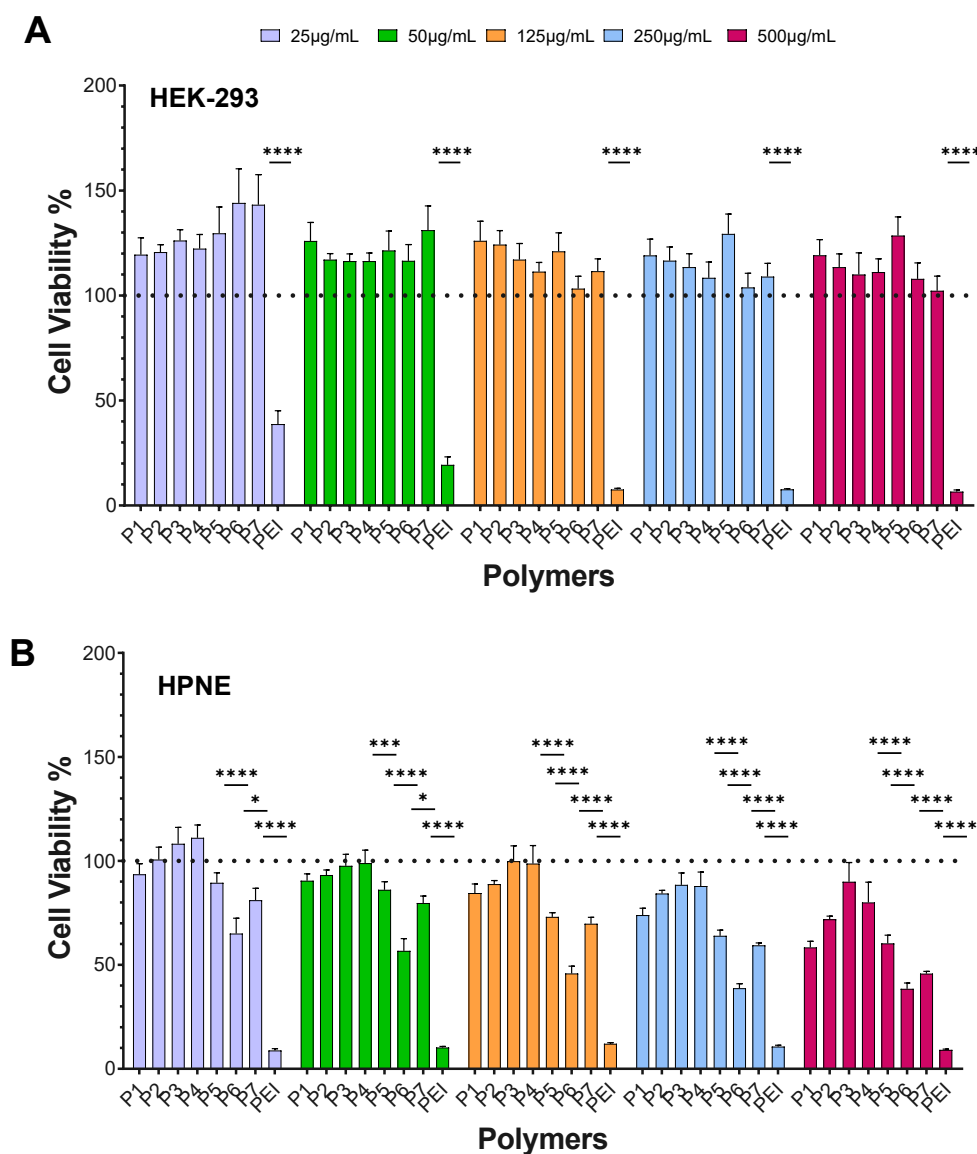 A
25µg/mL 50µg/mL 125µg/mL 250µg/mL 500µg/mL
HEK-293
Cell Viability %
200
150
100
50
0
**** **** **** **** ****
P1 P2 P3 P4 P5 P6 P7 PEI P1 P2 P3 P4 P5 P6 P7 PEI P1 P2 P3 P4 P5 P6 P7 PEI P1 P2 P3 P4 P5 P6 P7 PEI P1 P2 P3 P4 P5 P6 P7 PEI
Polymers
B
HPNE
Cell Viability %
200
150
100
50
0
*** **** **** ****
**** **** **** **** ****
* * **** **** ****
**** **** **** **** ****
P1 P2 P3 P4 P5 P6 P7 PEI P1 P2 P3 P4 P5 P6 P7 PEI P1 P2 P3 P4 P5 P6 P7 PEI P1 P2 P3 P4 P5 P6 P7 PEI P1 P2 P3 P4 P5 P6 P7 PEI
Polymers